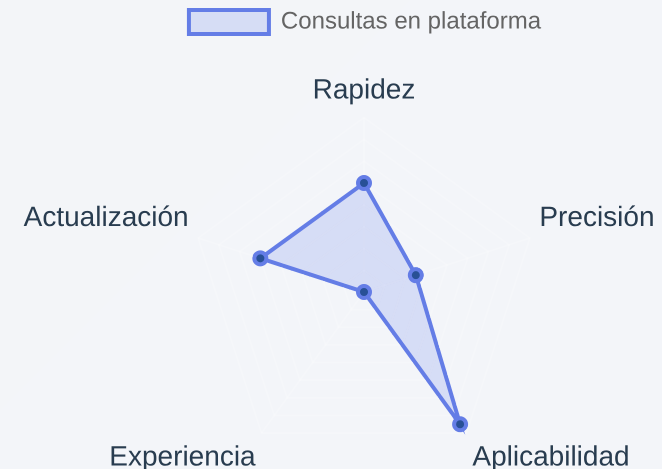 Consultas en plataforma
Rapidez
Actualización
Precisión
Experiencia
Aplicabilidad